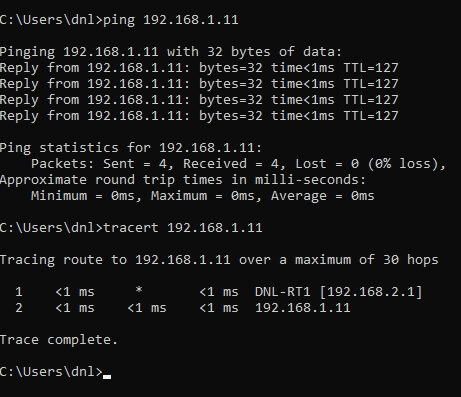 C:\Users\dnl>ping 192.168.1.11
Pinging 192.168.1.11 with 32 bytes of data:
Reply from 192.168.1.11: bytes=32 time<1ms TTL=127
Reply from 192.168.1.11: bytes=32 time<1ms TTL=127
Reply from 192.168.1.11: bytes=32 time<1ms TTL=127
Reply from 192.168.1.11: bytes=32 time<1ms TTL=127
Ping statistics for 192.168.1.11:
    Packets: Sent = 4, Received = 4, Lost = 0 (0% loss),
Approximate round trip times in milli-seconds:
    Minimum = 0ms, Maximum = 0ms, Average = 0ms
C:\Users\dnl>tracert 192.168.1.11
Tracing route to 192.168.1.11 over a maximum of 30 hops
  1    <1 ms     *       <1 ms  DNL-RT1 [192.168.2.1]
  2    <1 ms    <1 ms    <1 ms  192.168.1.11
Trace complete.
C:\Users\dnl>